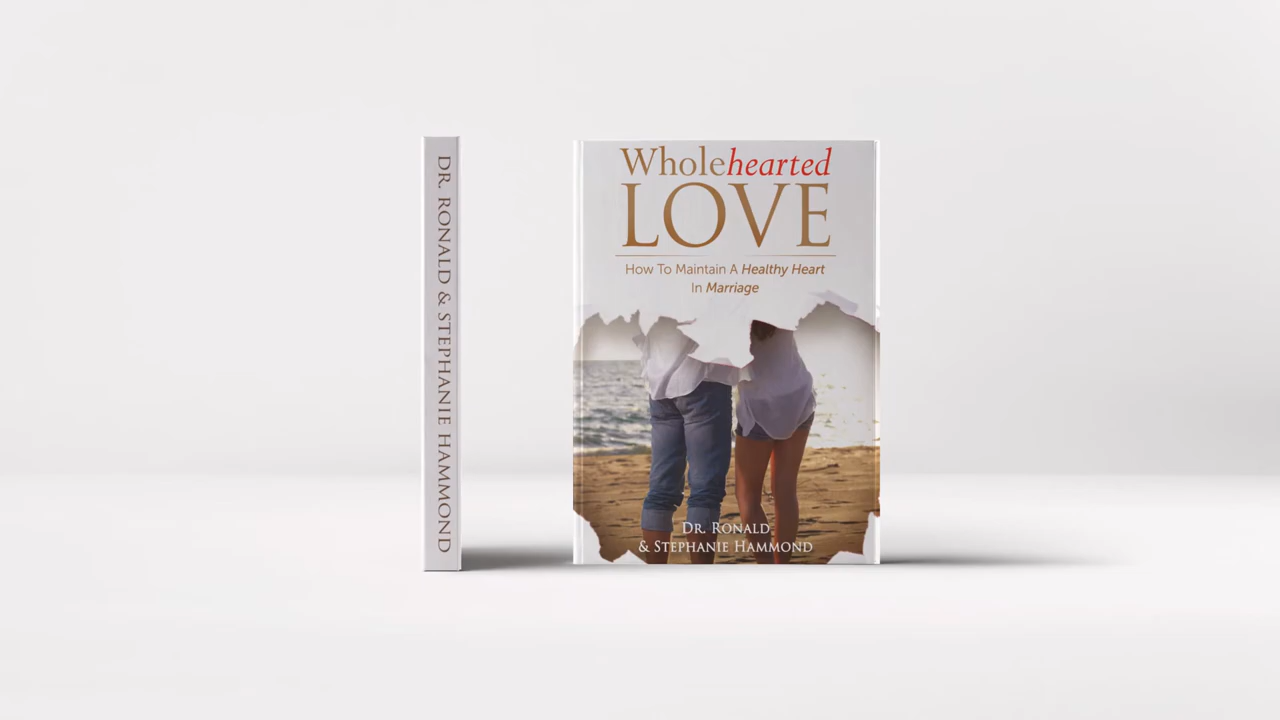 DR. RONALD & STEPHANIE HAMMOND
Wholehearted
LOVE
How To Maintain A Healthy Heart
In Marriage
Dr. Ronald
& Stephanie Hammond